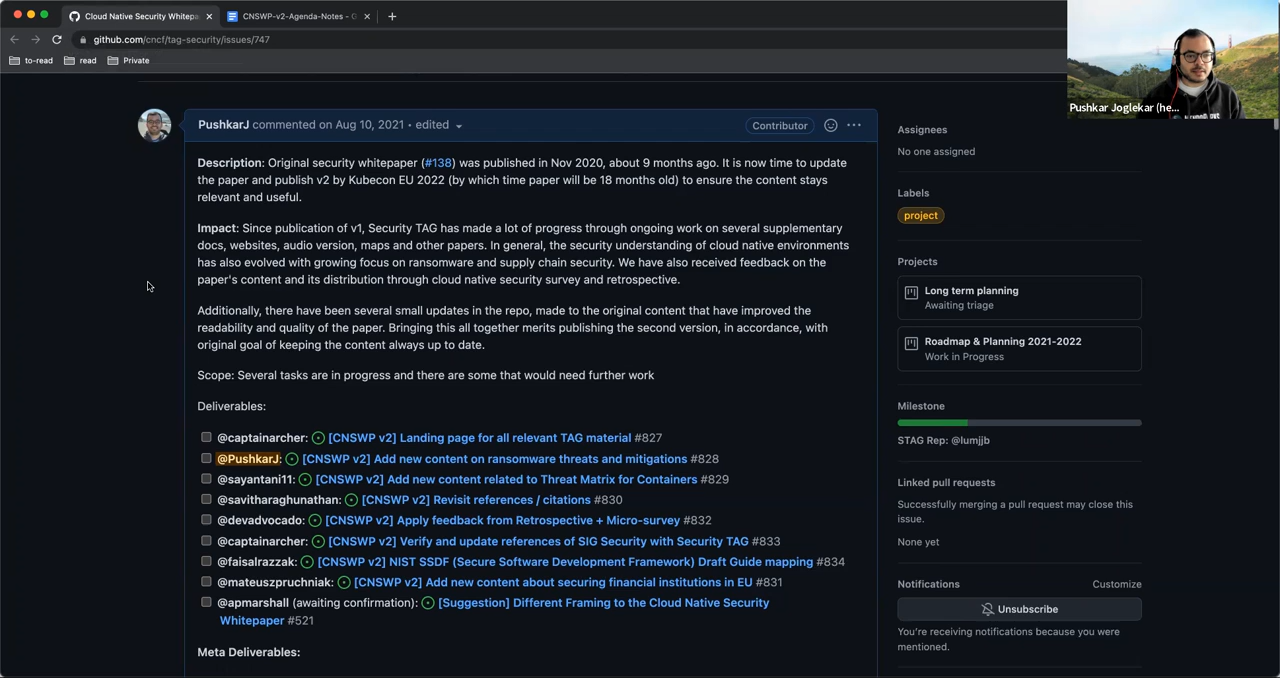 Cloud Native Security Whitepa
CNSWP-v2-Agenda-Notes - G
github.com/cncf/tag-security/issues/747
to-read
read
Private
Pushkar Joglekar (he...
PushkarJ commented on Aug 10, 2021 • edited
Contributor
Description: Original security whitepaper (#138) was published in Nov 2020, about 9 months ago. It is now time to update
the paper and publish v2 by Kubecon EU 2022 (by which time paper will be 18 months old) to ensure the content stays
relevant and useful.
Impact: Since publication of v1, Security TAG has made a lot of progress through ongoing work on several supplementary
docs, websites, audio version, maps and other papers. In general, the security understanding of cloud native environments
has also evolved with growing focus on ransomware and supply chain security. We have also received feedback on the
paper's content and its distribution through cloud native security survey and retrospective.
Additionally, there have been several small updates in the repo, made to the original content that have improved the
readability and quality of the paper. Bringing this all together merits publishing the second version, in accordance, with
original goal of keeping the content always up to date.
Scope: Several tasks are in progress and there are some that would need further work
Deliverables:
@captainarcher: [CNSWP v2] Landing page for all relevant TAG material #827
@PushkarJ: [CNSWP v2] Add new content on ransomware threats and mitigations #828
@sayantani11: [CNSWP v2] Add new content related to Threat Matrix for Containers #829
@savitharaghunathan: [CNSWP v2] Revisit references / citations #830
@devadvocado: [CNSWP v2] Apply feedback from Retrospective + Micro-survey #832
@captainarcher: [CNSWP v2] Verify and update references of SIG Security with Security TAG #833
@faisalrazzak: [CNSWP v2] NIST SSDF (Secure Software Development Framework) Draft Guide mapping #834
@mateuszpruchniak: [CNSWP v2] Add new content about securing financial institutions in EU #831
@apmarshall (awaiting confirmation): [Suggestion] Different Framing to the Cloud Native Security
Whitepaper #521
Meta Deliverables:
Assignees
No one assigned
Labels
project
Projects
Long term planning
Awaiting triage
Roadmap & Planning 2021-2022
Work in Progress
Milestone
STAG Rep: @lumjjb
Linked pull requests
Successfully merging a pull request may close this
issue.
None yet
Notifications
Customize
Unsubscribe
You're receiving notifications because you were
mentioned.